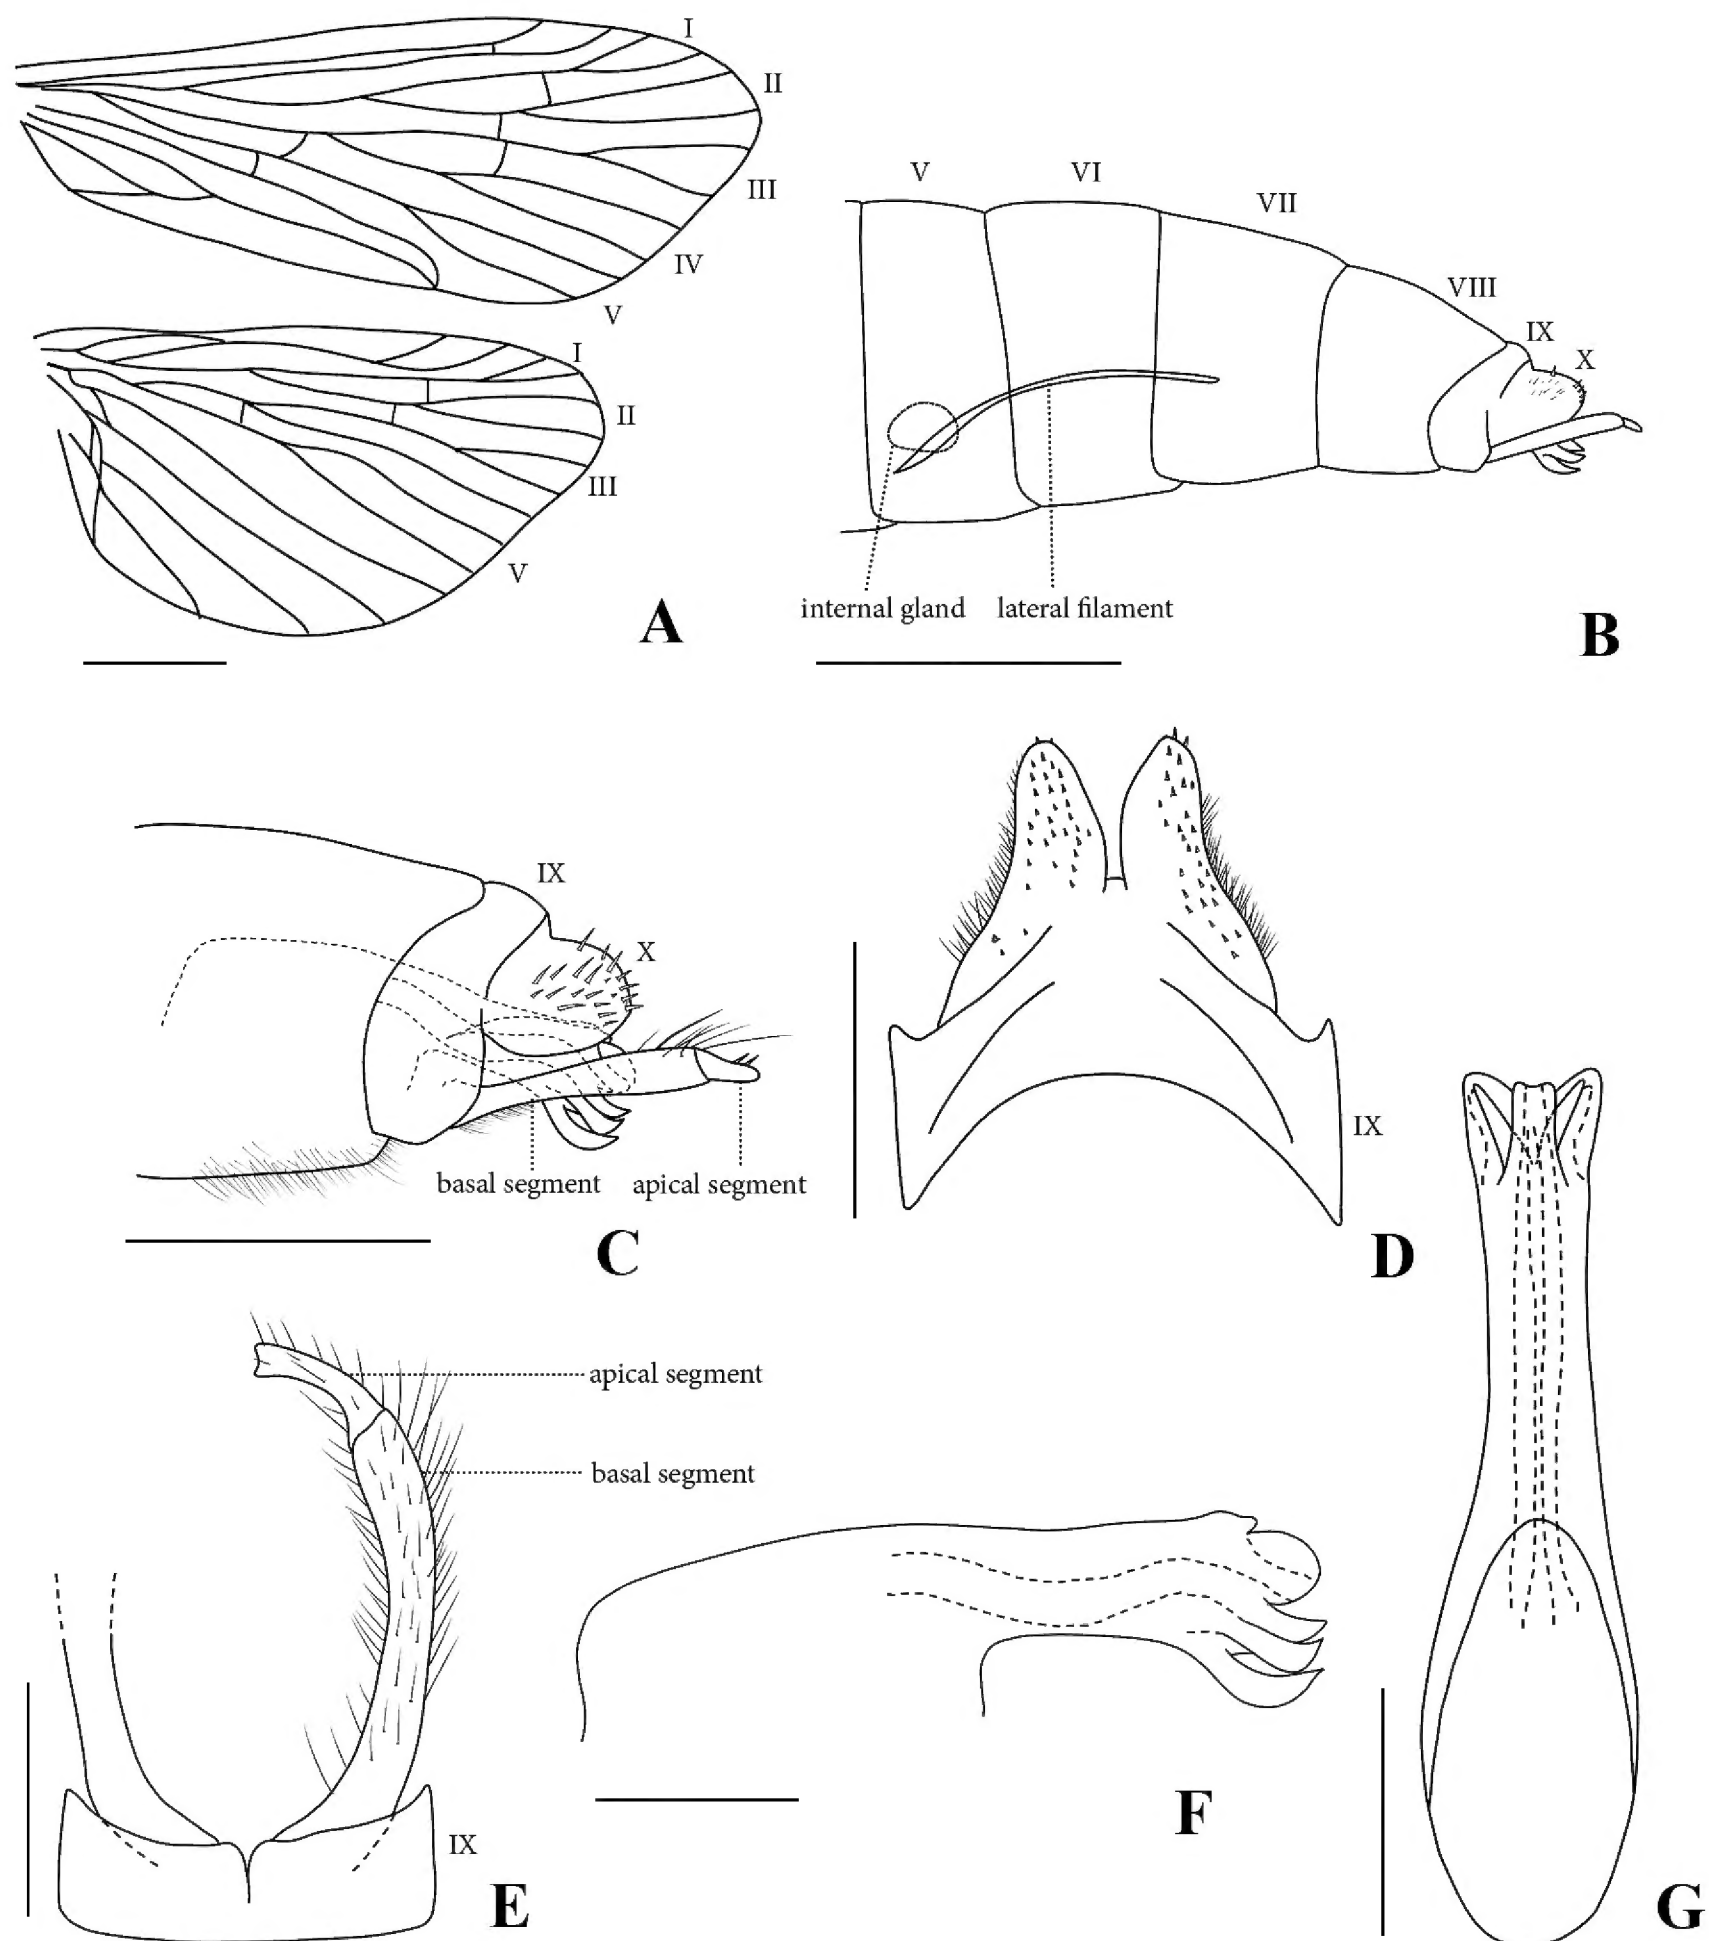 I
II
III
IV
V
I
II
III
V
A
V
VI
VII
VIII
IX
X
internal gland
lateral filament
B
IX
X
basal segment
apical segment
C
IX
D
apical segment
basal segment
IX
E
F
G